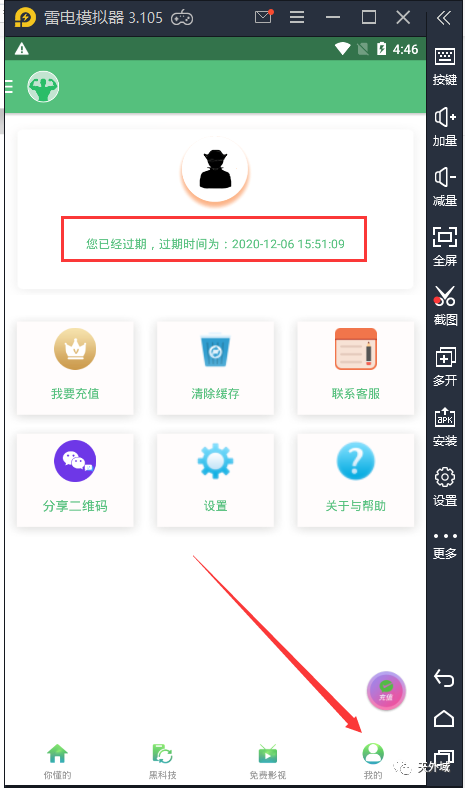 雷电模拟器 3.105
4:46
您已经过期，过期时间为：2020-12-06 15:51:09
我要充值
清除缓存
联系客服
分享二维码
设置
关于与帮助
充值
你懂的
黑科技
免费影视
我的
按键
加量
减量
全屏
截图
多开
APK
安装
设置
更多
天外域